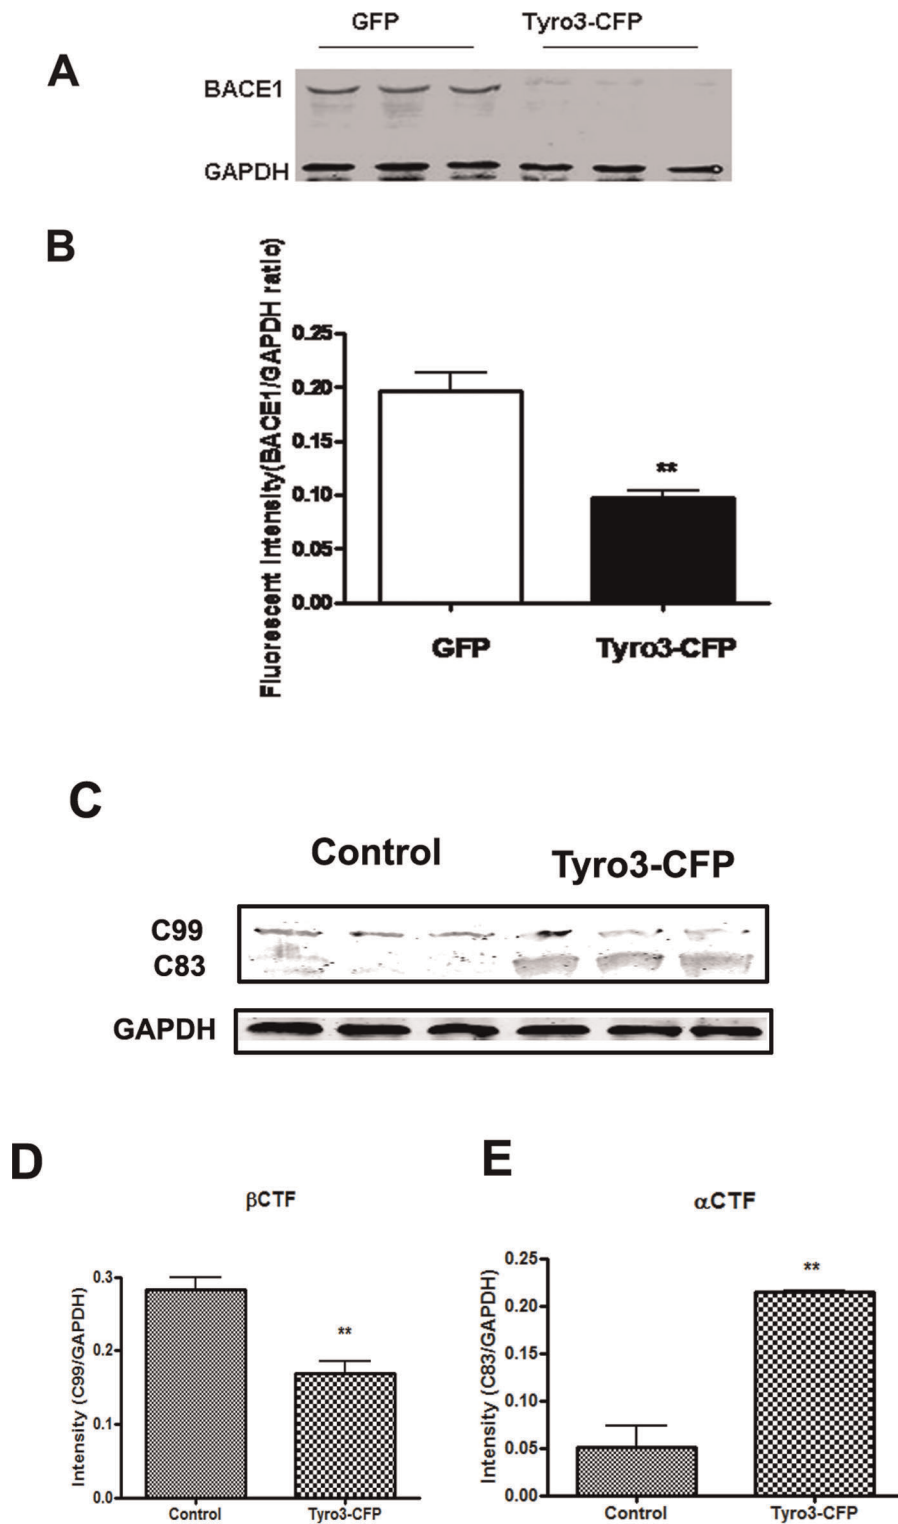 GFP Tyro3-CFP
A
BACE1
GAPDH
B
Fluorescent Intensity(BACE1/GAPDH ratio)
0.25
0.20
0.15
**
0.10
0.05
0.00
GFP Tyro3-CFP
C
Control Tyro3-CFP
C99
C83
GAPDH
D
βCTF
Intensity (C99/GAPDH)
0.3
0.2
**
0.1
0.0
Control Tyro3-CFP
E
αCTF
Intensity (C83/GAPDH)
0.25
**
0.20
0.15
0.10
0.05
0.00
Control Tyro3-CFP